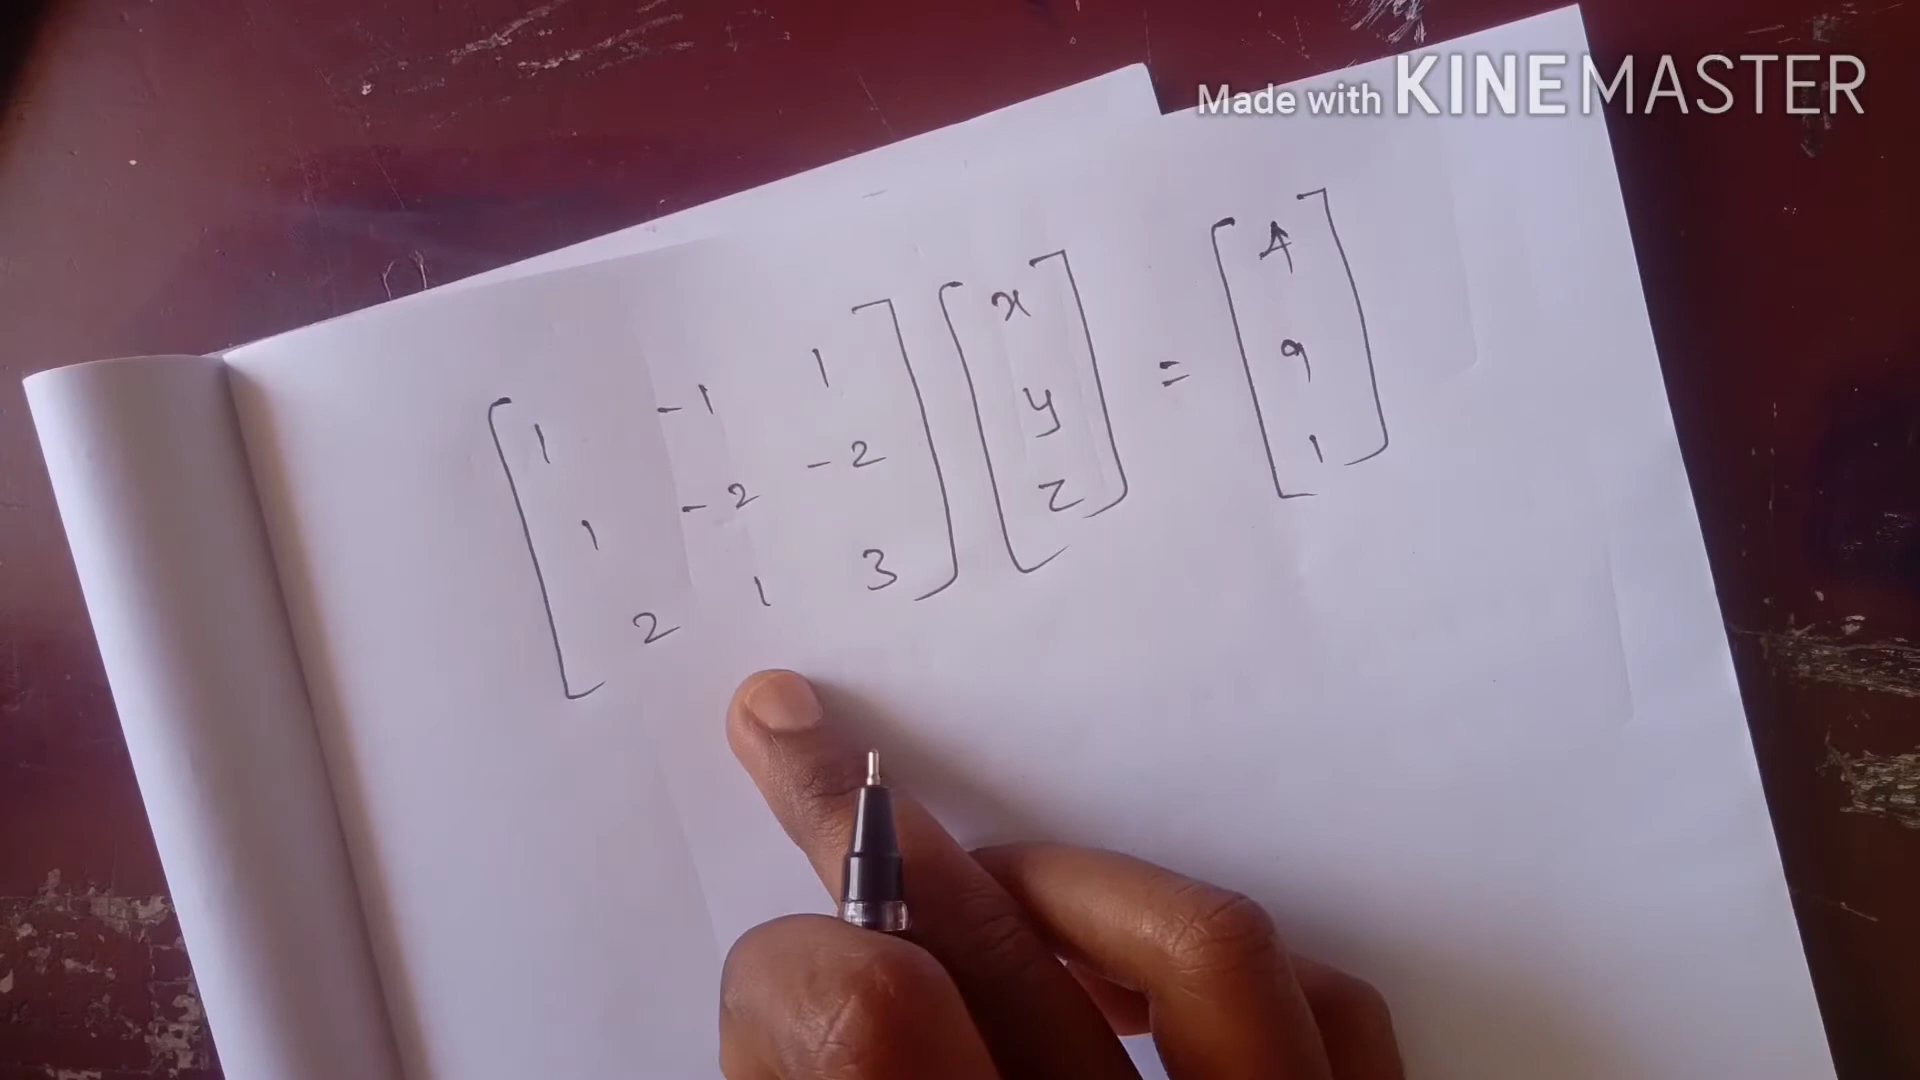 Made with KINEMASTER
[1 -1 1] [x] = [4]
[1 -2 -2] [y] [9]
[2 1 3] [z] [1]